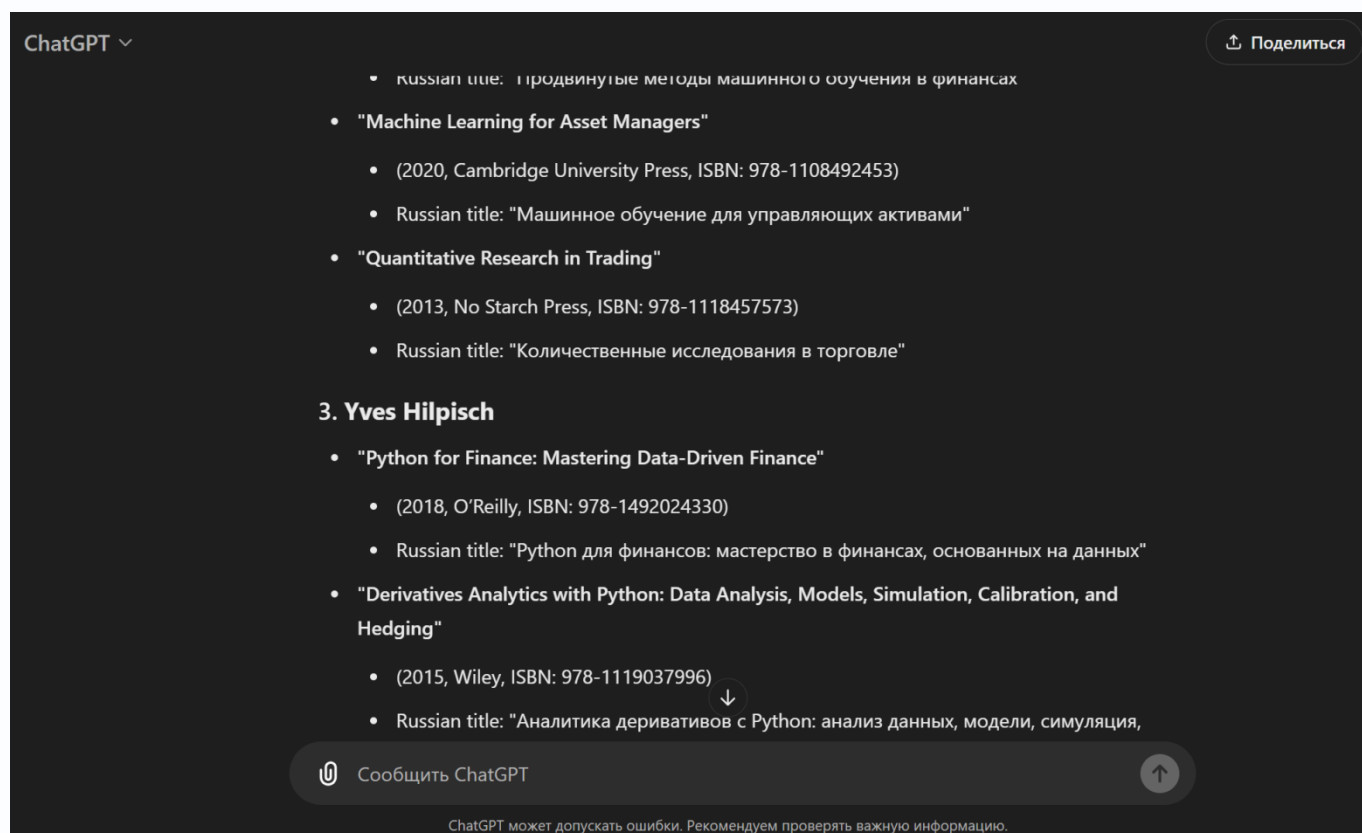 ChatGPT
Поделиться
Russian title: "Продвинутые методы машинного обучения в финансах
"Machine Learning for Asset Managers"
(2020, Cambridge University Press, ISBN: 978-1108492453)
Russian title: "Машинное обучение для управляющих активами"
"Quantitative Research in Trading"
(2013, No Starch Press, ISBN: 978-1118457573)
Russian title: "Количественные исследования в торговле"
3. Yves Hilpisch
"Python for Finance: Mastering Data-Driven Finance"
(2018, O’Reilly, ISBN: 978-1492024330)
Russian title: "Python для финансов: мастерство в финансах, основанных на данных"
"Derivatives Analytics with Python: Data Analysis, Models, Simulation, Calibration, and
Hedging"
(2015, Wiley, ISBN: 978-1119037996)
Russian title: "Аналитика деривативов с Python: анализ данных, модели, симуляция,
Сообщить ChatGPT
ChatGPT может допускать ошибки. Рекомендуем проверять важную информацию.